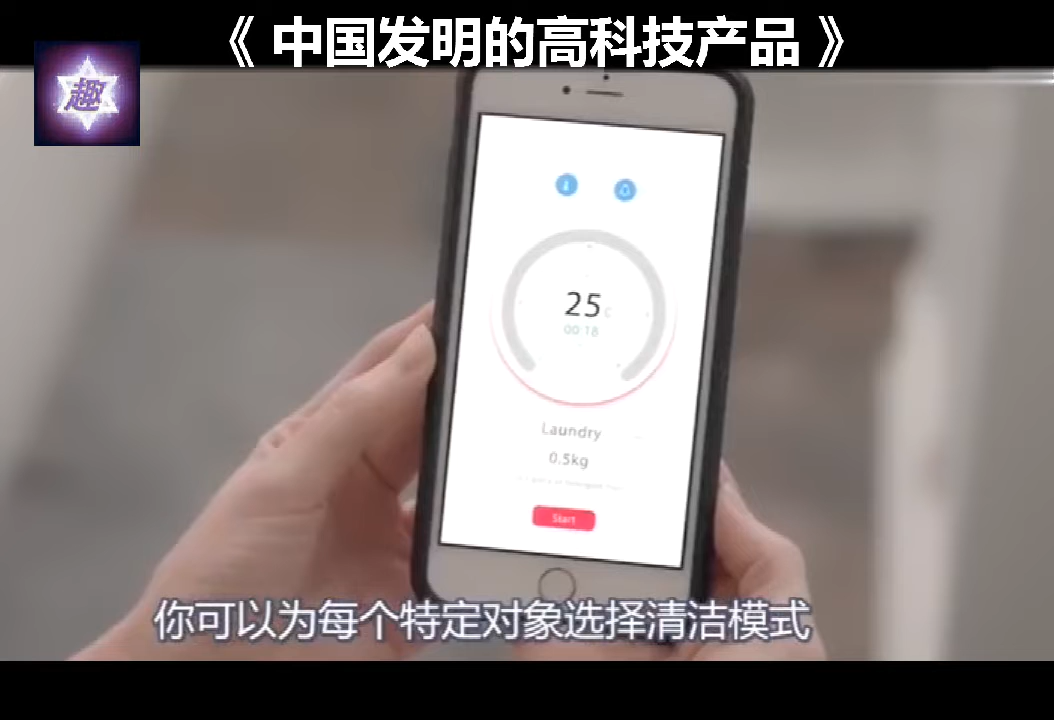 《 中国发明的高科技产品 》
趣
25 C
00:18
Laundry
0.5kg
Start
你可以为每个特定对象选择清洁模式